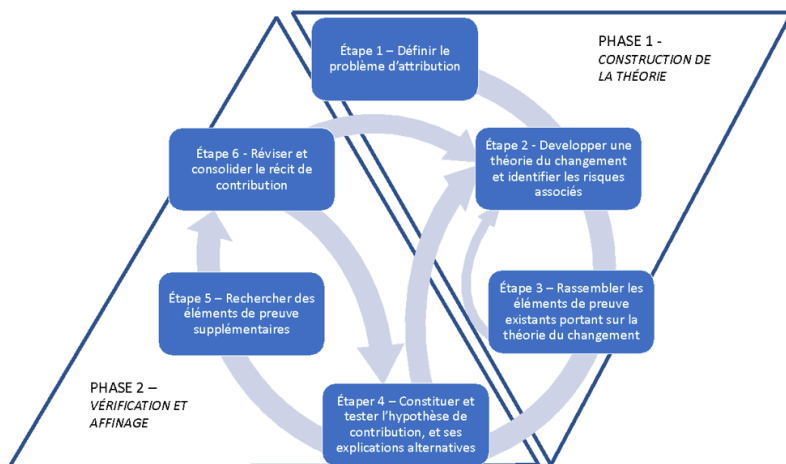 Étape 1 – Définir le
problème d'attribution
PHASE 1 -
CONSTRUCTION DE
LA THÉORIE
Étape 2 - Developper une
théorie du changement
et identifier les risques
associés
Étape 6 - Réviser et
consolider le récit de
contribution
Étape 3 – Rassembler les
éléments de preuve
existants portant sur la
théorie du changement
Étape 5 – Rechercher des
éléments de preuve
supplémentaires
PHASE 2 –
VÉRIFICATION ET
AFFINAGE
Étaper 4 – Constituer et
tester l'hypothèse de
contribution, et ses
explications alternatives